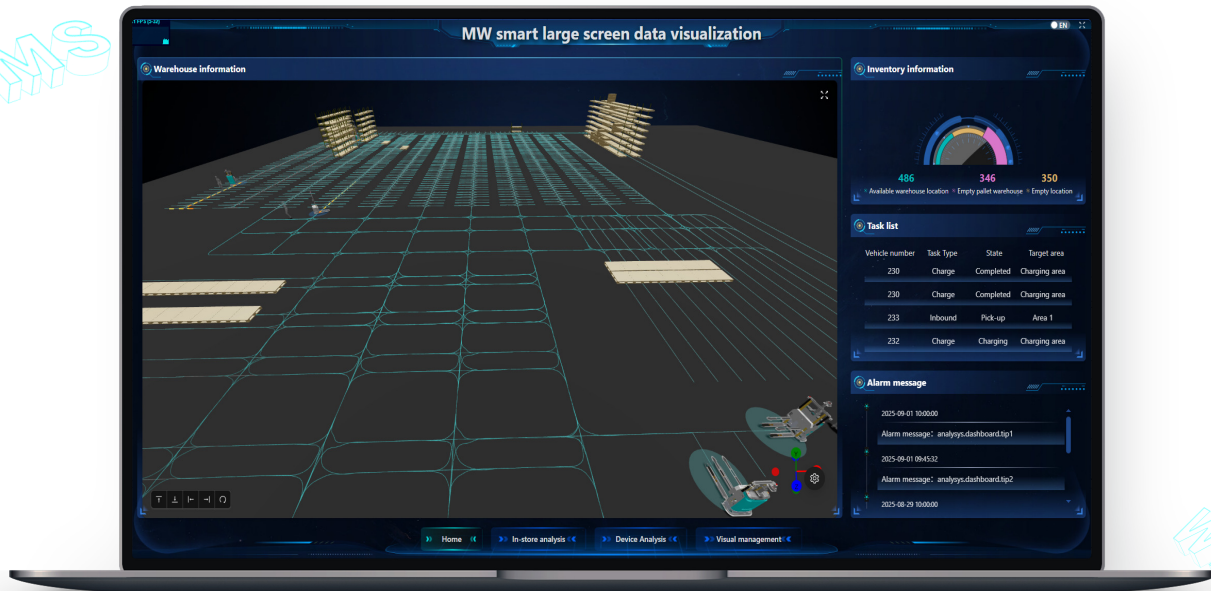 MS
FPS (5-32)
MW smart large screen data visualization
EN
Warehouse information
Inventory information
486
346
350
Available warehouse location
Empty pallet warehouse
Empty location
Task list
Vehicle number Task Type State Target area
230 Charge Completed Charging area
230 Charge Completed Charging area
233 Inbound Pick-up Area 1
232 Charge Charging Charging area
Alarm message
2025-09-01 10:00:00
Alarm message: analysys.dashboard.tip1
2025-09-01 09:45:32
Alarm message: analysys.dashboard.tip2
2025-08-29 10:00:00
Home
In-store analysis
Device Analysis
Visual management